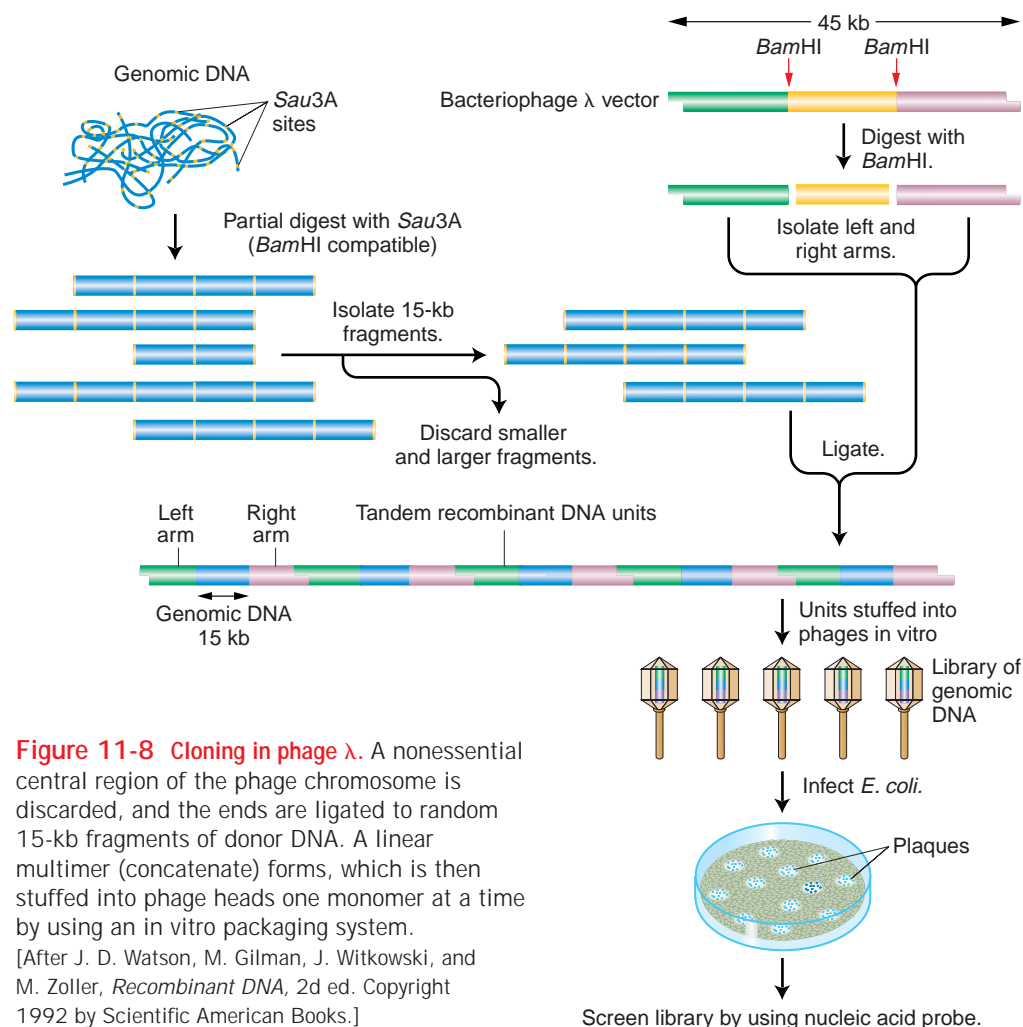 45 kb
BamHI BamHI
Genomic DNA
Sau3A
sites
Bacteriophage λ vector
Digest with
BamHI.
Partial digest with Sau3A
(BamHI compatible)
Isolate left and
right arms.
Isolate 15-kb
fragments.
Discard smaller
and larger fragments.
Ligate.
Left
arm
Right
arm
Tandem recombinant DNA units
Genomic DNA
15 kb
Units stuffed into
phages in vitro
Library of
genomic
DNA
Infect E. coli.
Plaques
Screen library by using nucleic acid probe.
Figure 11-8 Cloning in phage λ. A nonessential
central region of the phage chromosome is
discarded, and the ends are ligated to random
15-kb fragments of donor DNA. A linear
multimer (concatenate) forms, which is then
stuffed into phage heads one monomer at a time
by using an in vitro packaging system.
[After J. D. Watson, M. Gilman, J. Witkowski, and
M. Zoller, Recombinant DNA, 2d ed. Copyright
1992 by Scientific American Books.]